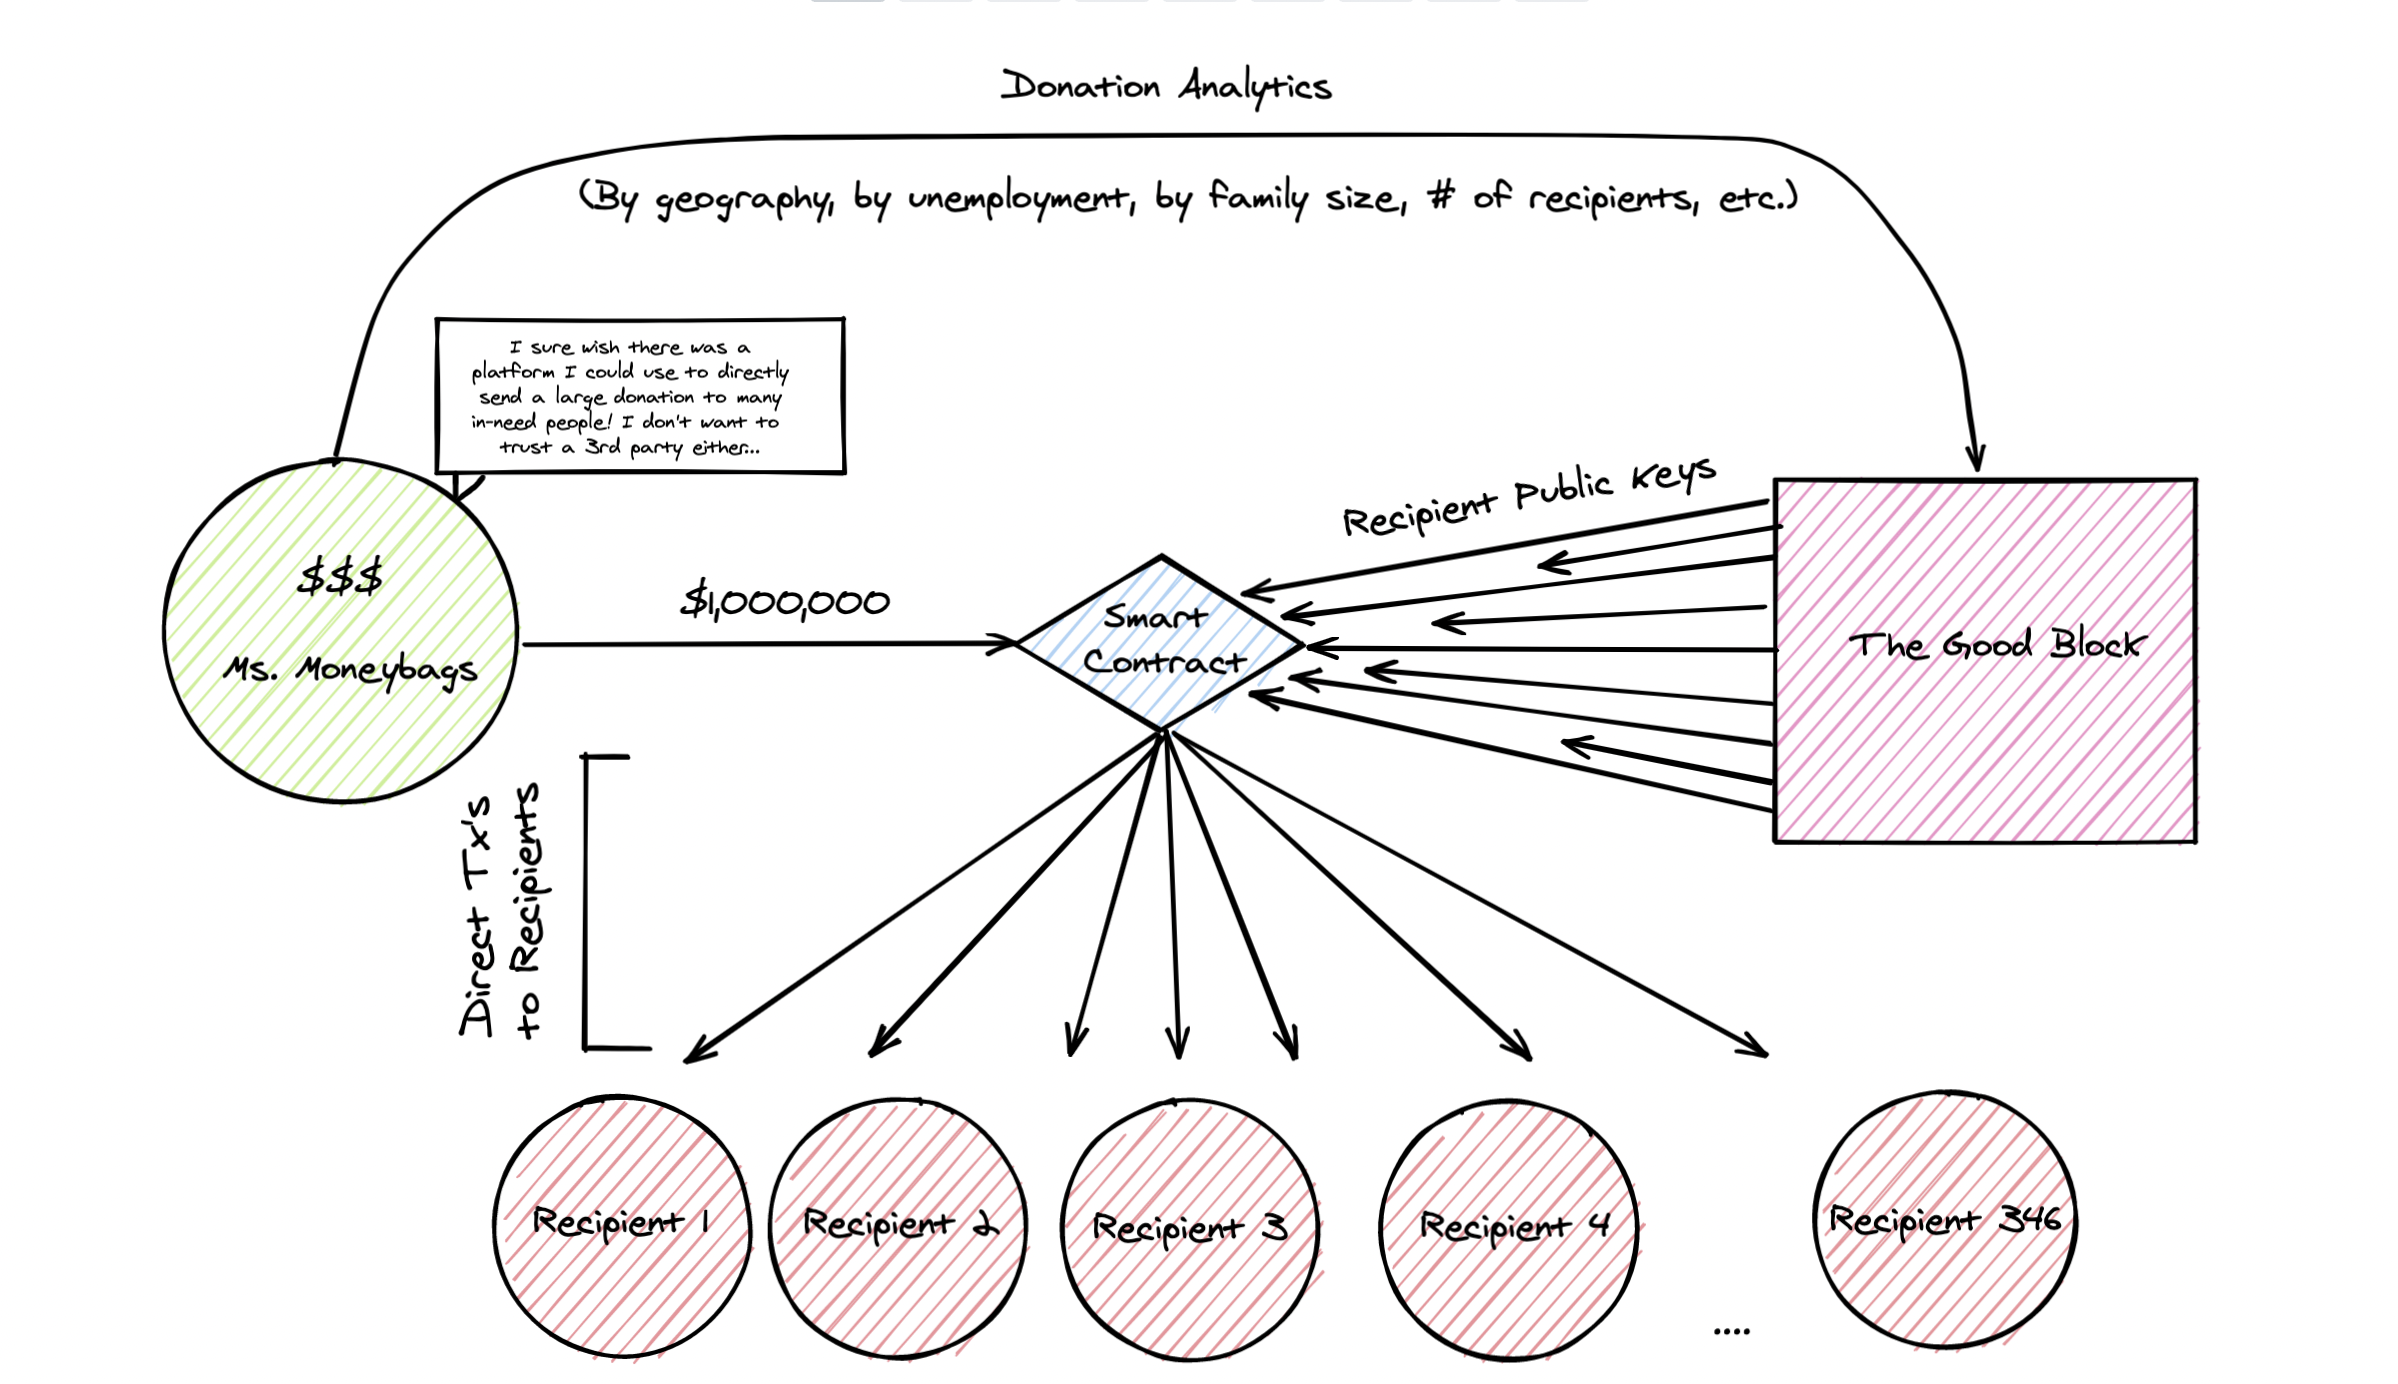 Donation Analytics
(By geography, by unemployment, by family size, # of recipients, etc.)
I sure wish there was a
platform I could use to directly
send a large donation to many
in-need people! I don't want to
trust a 3rd party either...
$$$
Ms. Moneybags
$1,000,000
Smart
Contract
Recipient Public Keys
The Good Block
Direct Tx's
to Recipients
Recipient 1
Recipient 2
Recipient 3
Recipient 4
....
Recipient 346